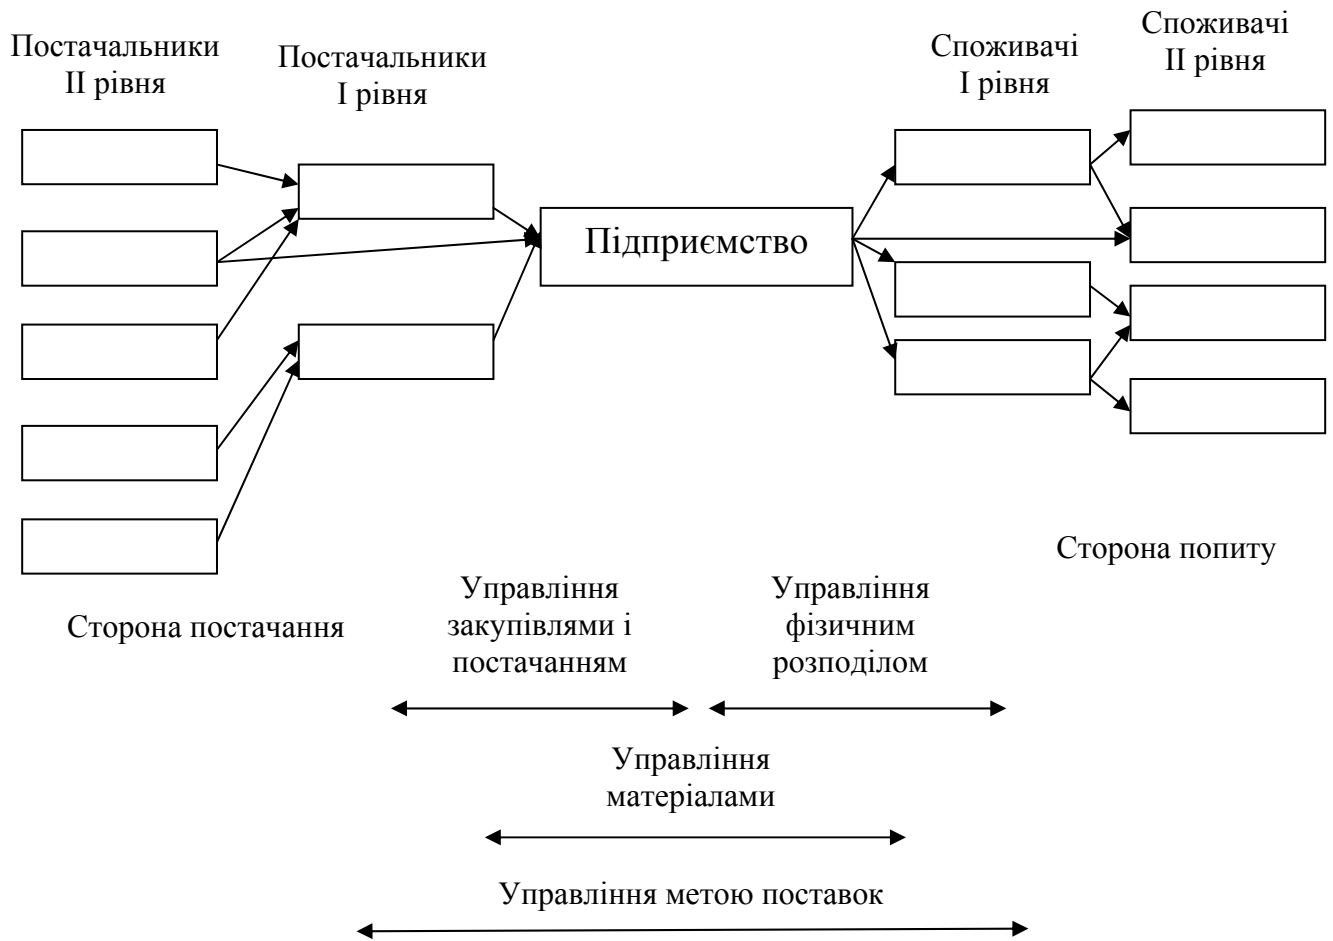 Постачальники
II рівня
Постачальники
I рівня
Споживачі
I рівня
Споживачі
II рівня
Підприємство
Сторона попиту
Сторона постачання
Управління
закупівлями і
постачанням
Управління
фізичним
розподілом
Управління
матеріалами
Управління метою поставок